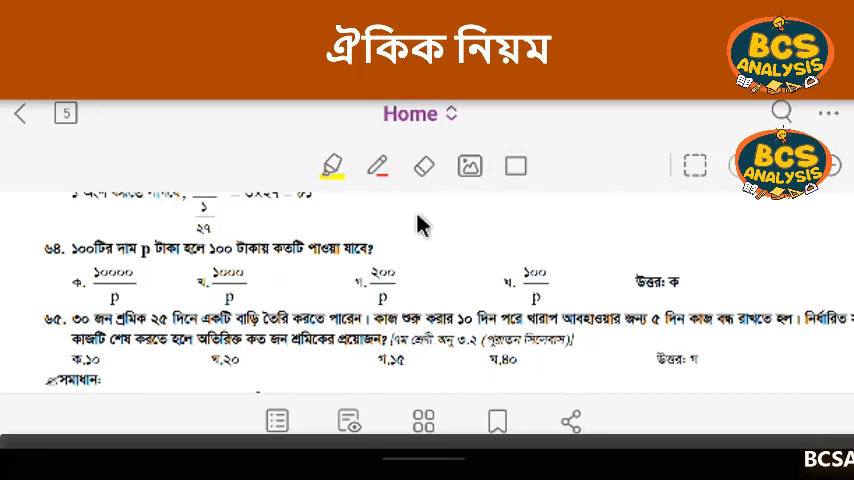 ঐকিক নিয়ম
BCS
ANALYSIS
5
Home
BCS
ANALYSIS
১
২৭
৬৪. ১০০টির দাম p টাকা হলে ১০০ টাকায় কতটি পাওয়া যাবে?
ক. ১০০০০/p খ. ১০০০/p গ. ২০০/p ঘ. ১০০/p উত্তর: ক
৬৫. ৩০ জন শ্রমিক ২৫ দিনে একটি বাড়ি তৈরি করতে পারেন। কাজ শুরু করার ১০ দিন পরে খারাপ আবহাওয়ার জন্য ৫ দিন কাজ বন্ধ রাখতে হল। নির্ধারিত
কাজটি শেষ করতে হলে অতিরিক্ত কত জন শ্রমিকের প্রয়োজন? [৭ম শ্রেণী অনু ৩.২ (পুরাতন সিলেবাস)]
ক.১০ খ.২০ গ.১৫ ঘ.৪০ উত্তর: গ
সমাধান:
BCSA